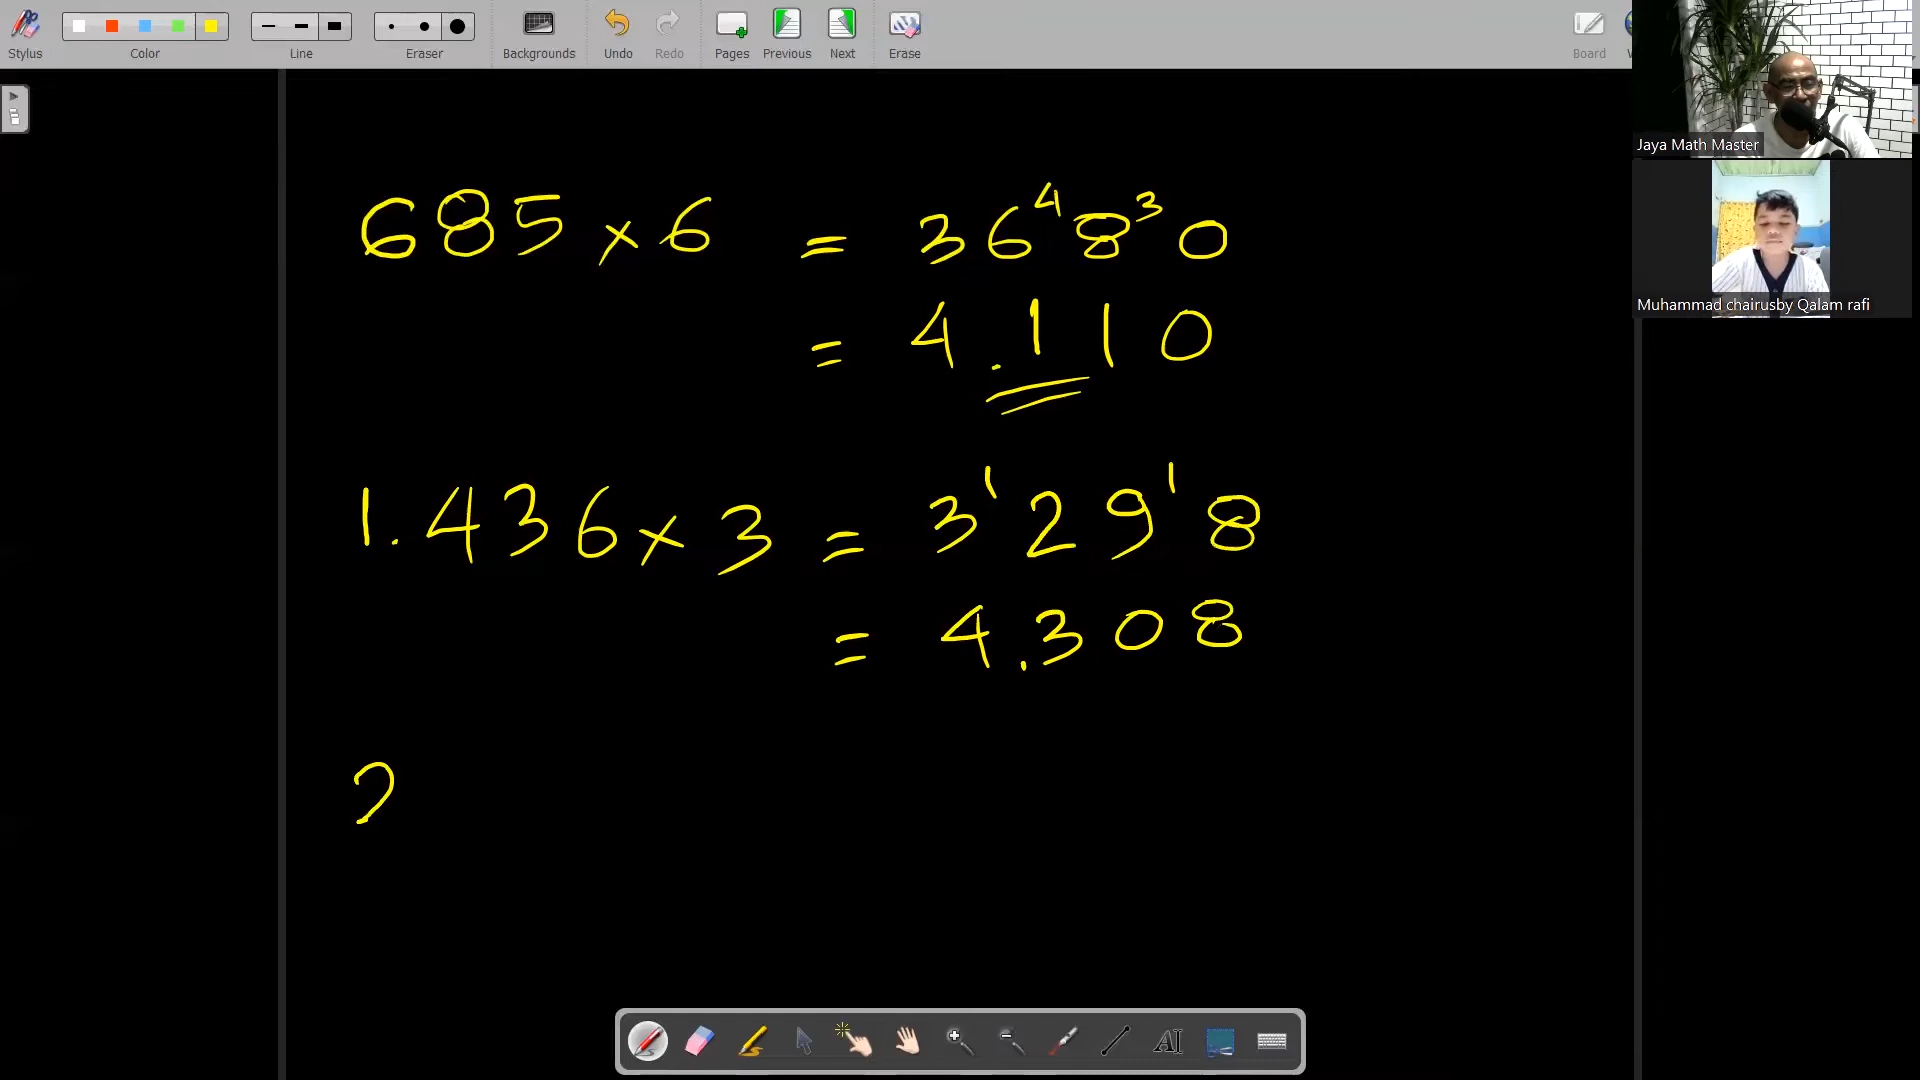 Stylus Color Line Eraser Backgrounds Undo Redo Pages Previous Next Erase Board
Jaya Math Master
Muhammad chairusby Qalam rafi
685 × 6 = 36⁴8³0
= 4.110
1.436 × 3 = 3¹29¹8
= 4.308
2
AI